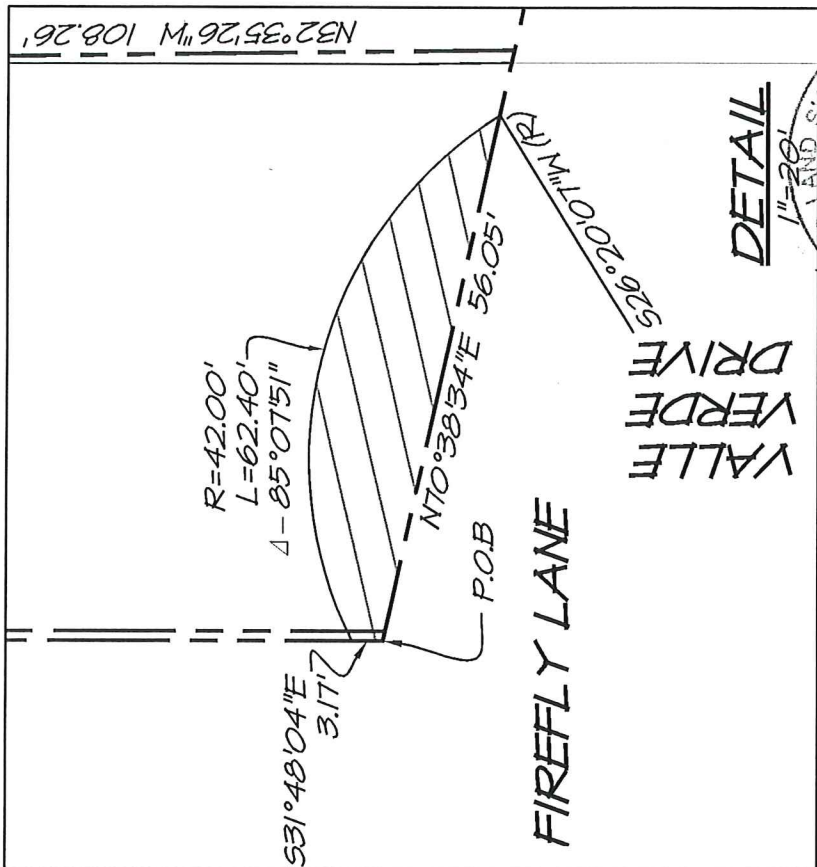 N32°35'26"W 108.26'
R=42.00'
L=62.40'
Δ-85°07'51"
S31°48'04"E
3.17'
N70°38'34"E 56.05'
P.O.B
S26°20'07"W (R)
FIREFLY LANE
VALLE
VERDE
DRIVE
DETAIL
1"=20'
AND